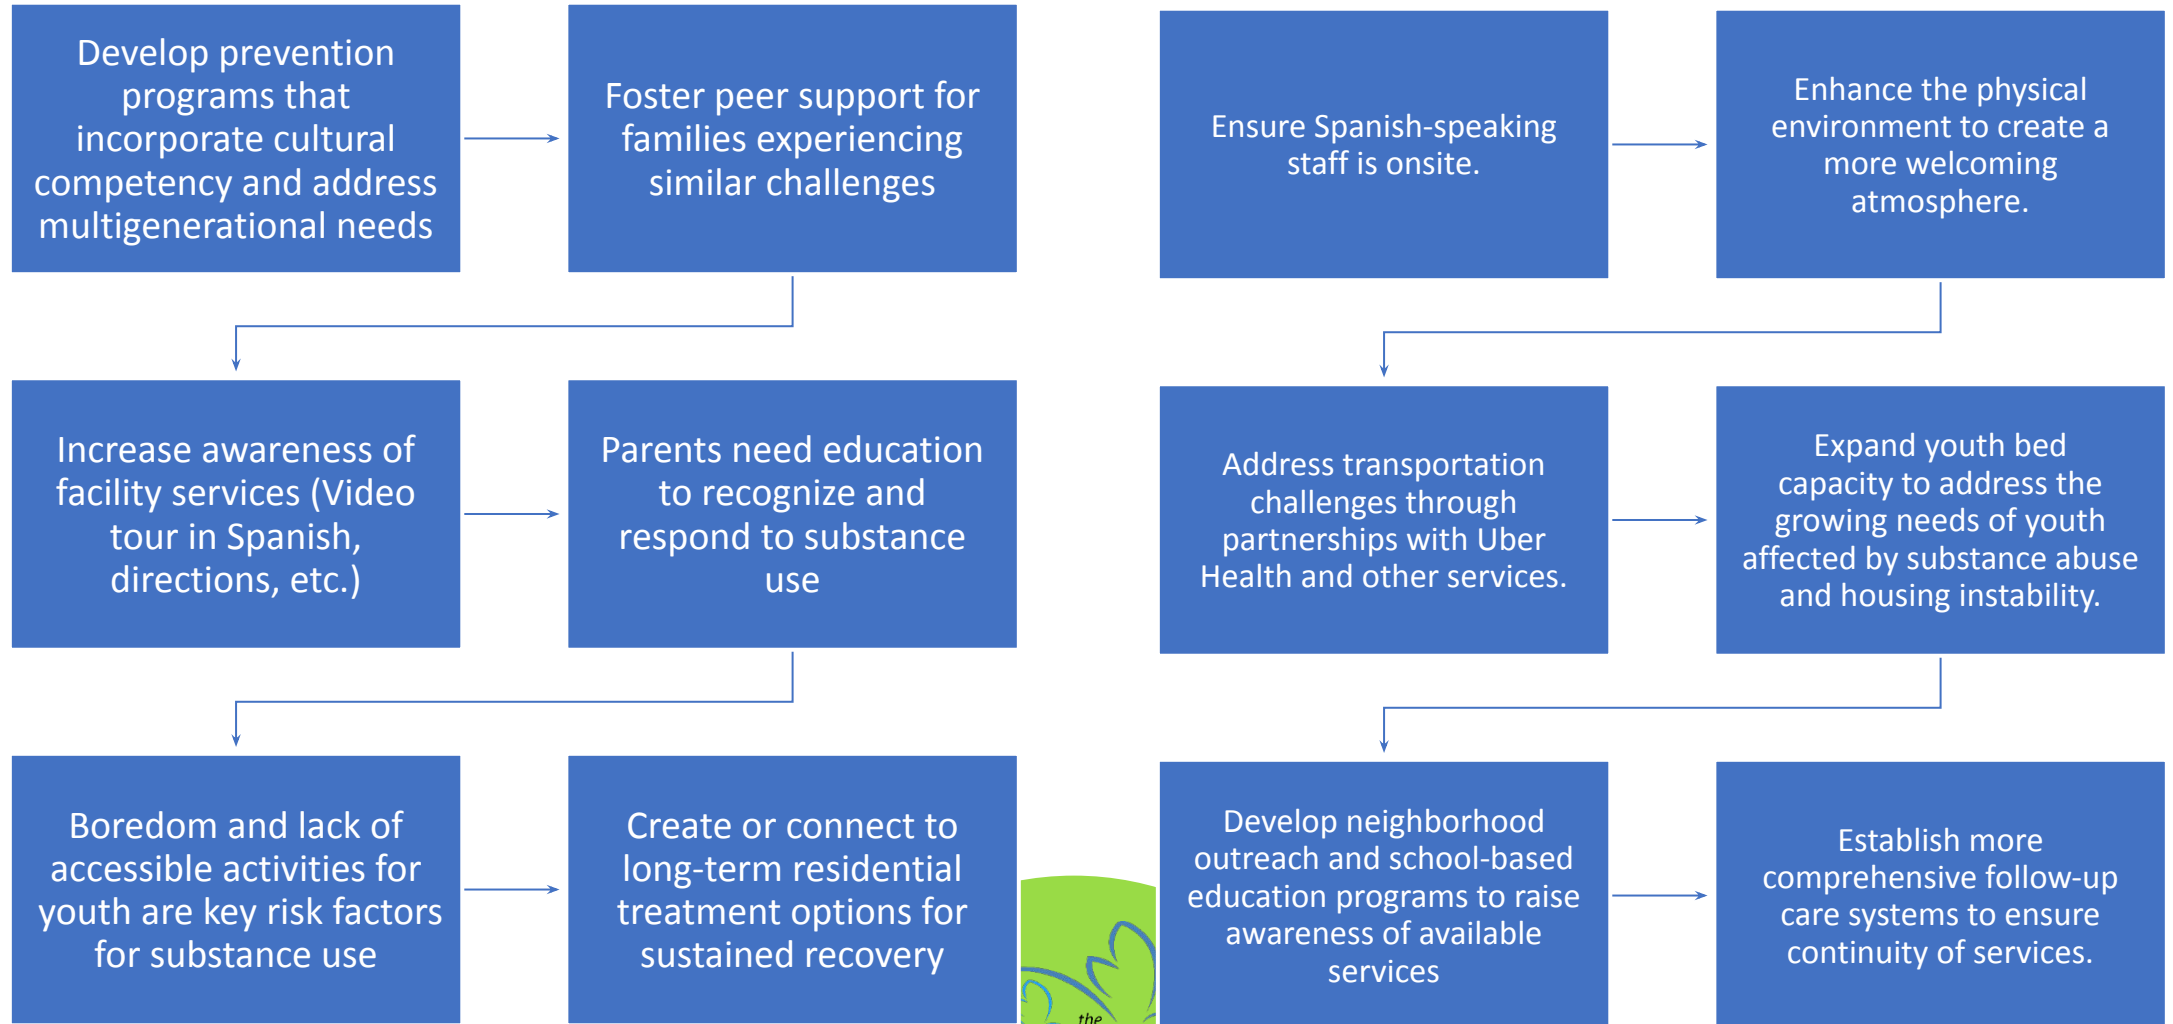 Develop prevention
programs that
incorporate cultural
competency and address
multigenerational needs
Foster peer support for
families experiencing
similar challenges
Increase awareness of
facility services (Video
tour in Spanish,
directions, etc.)
Parents need education
to recognize and
respond to substance
use
Boredom and lack of
accessible activities for
youth are key risk factors
for substance use
Create or connect to
long-term residential
treatment options for
sustained recovery
Ensure Spanish-speaking
staff is onsite.
Enhance the physical
environment to create a
more welcoming
atmosphere.
Address transportation
challenges through
partnerships with Uber
Health and other services.
Expand youth bed
capacity to address the
growing needs of youth
affected by substance abuse
and housing instability.
Develop neighborhood
outreach and school-based
education programs to raise
awareness of available
services
Establish more
comprehensive follow-up
care systems to ensure
continuity of services.
the